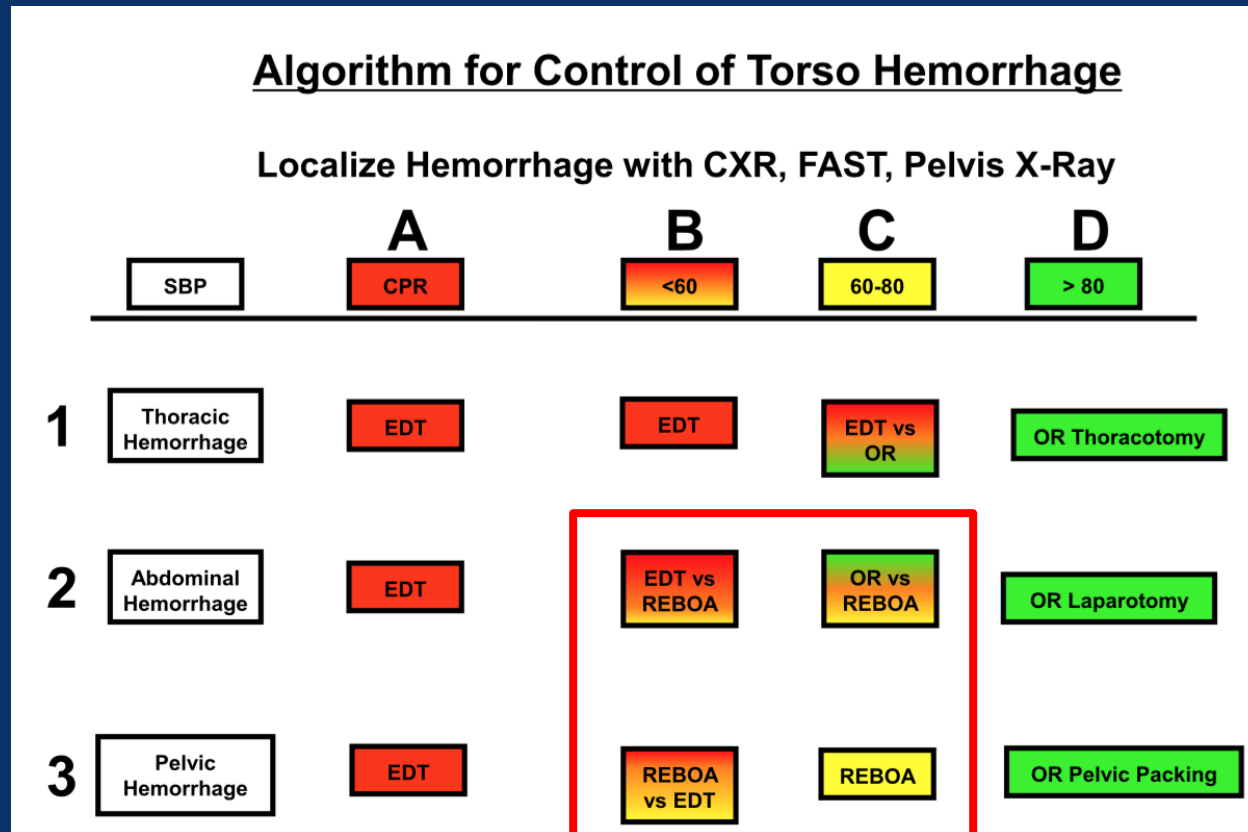 Algorithm for Control of Torso Hemorrhage
Localize Hemorrhage with CXR, FAST, Pelvis X-Ray
A B C D
SBP CPR <60 60-80 > 80
1
Thoracic
Hemorrhage
EDT
EDT
EDT vs
OR
OR Thoracotomy
2
Abdominal
Hemorrhage
EDT
EDT vs
REBOA
OR vs
REBOA
OR Laparotomy
3
Pelvic
Hemorrhage
EDT
REBOA
vs EDT
REBOA
OR Pelvic Packing